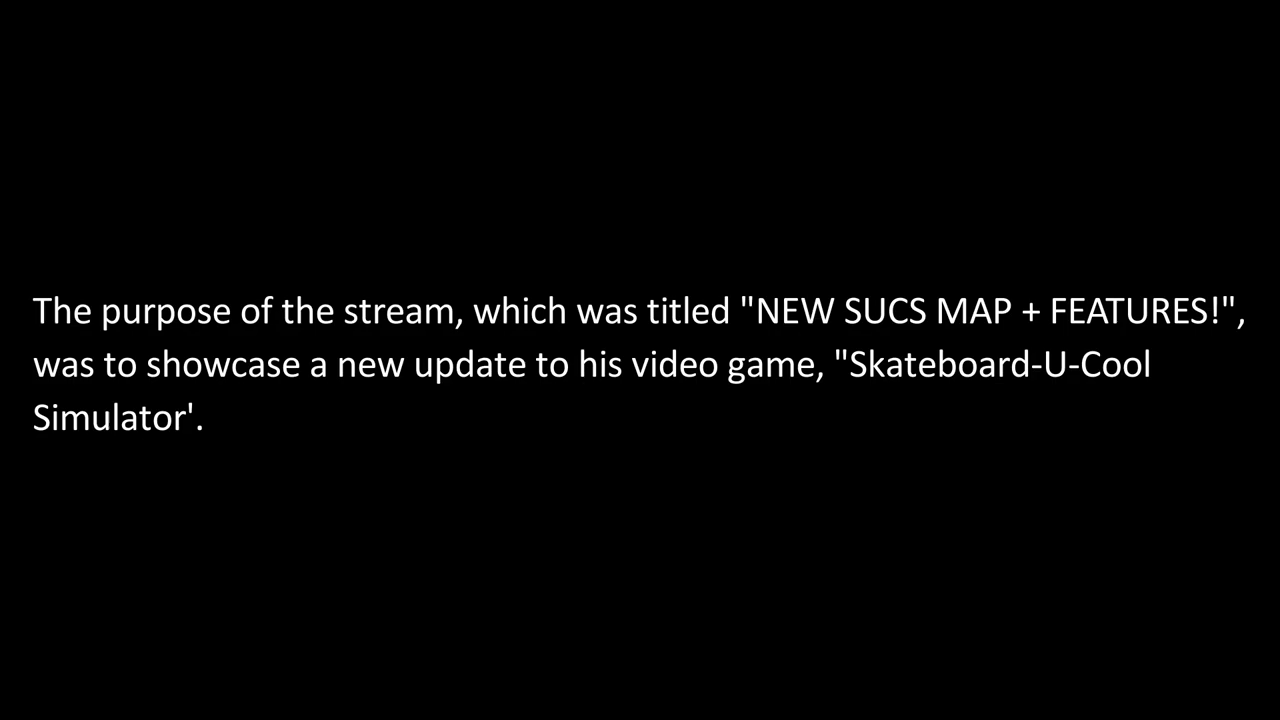 The purpose of the stream, which was titled "NEW SUCS MAP + FEATURES!",
was to showcase a new update to his video game, "Skateboard-U-Cool
Simulator'.